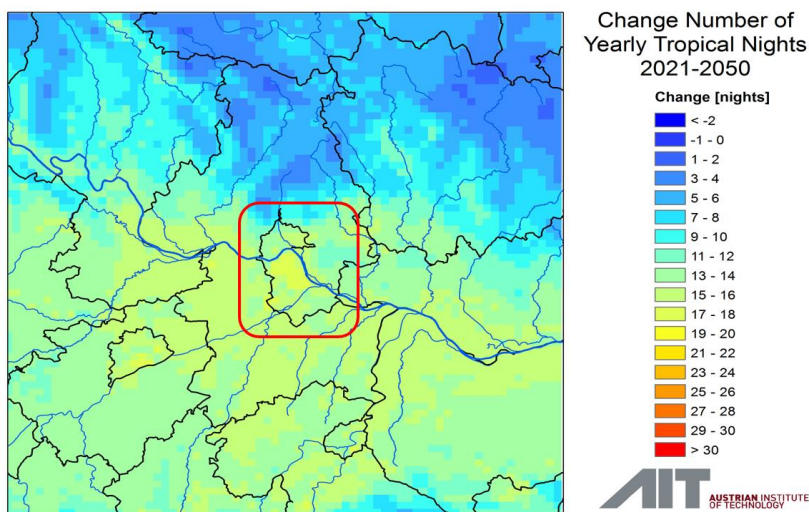 Change Number of
Yearly Tropical Nights
2021-2050
Change [nights]
< -2
-1 - 0
1 - 2
3 - 4
5 - 6
7 - 8
9 - 10
11 - 12
13 - 14
15 - 16
17 - 18
19 - 20
21 - 22
23 - 24
25 - 26
27 - 28
29 - 30
> 30
AIT AUSTRIAN INSTITUTE
OF TECHNOLOGY